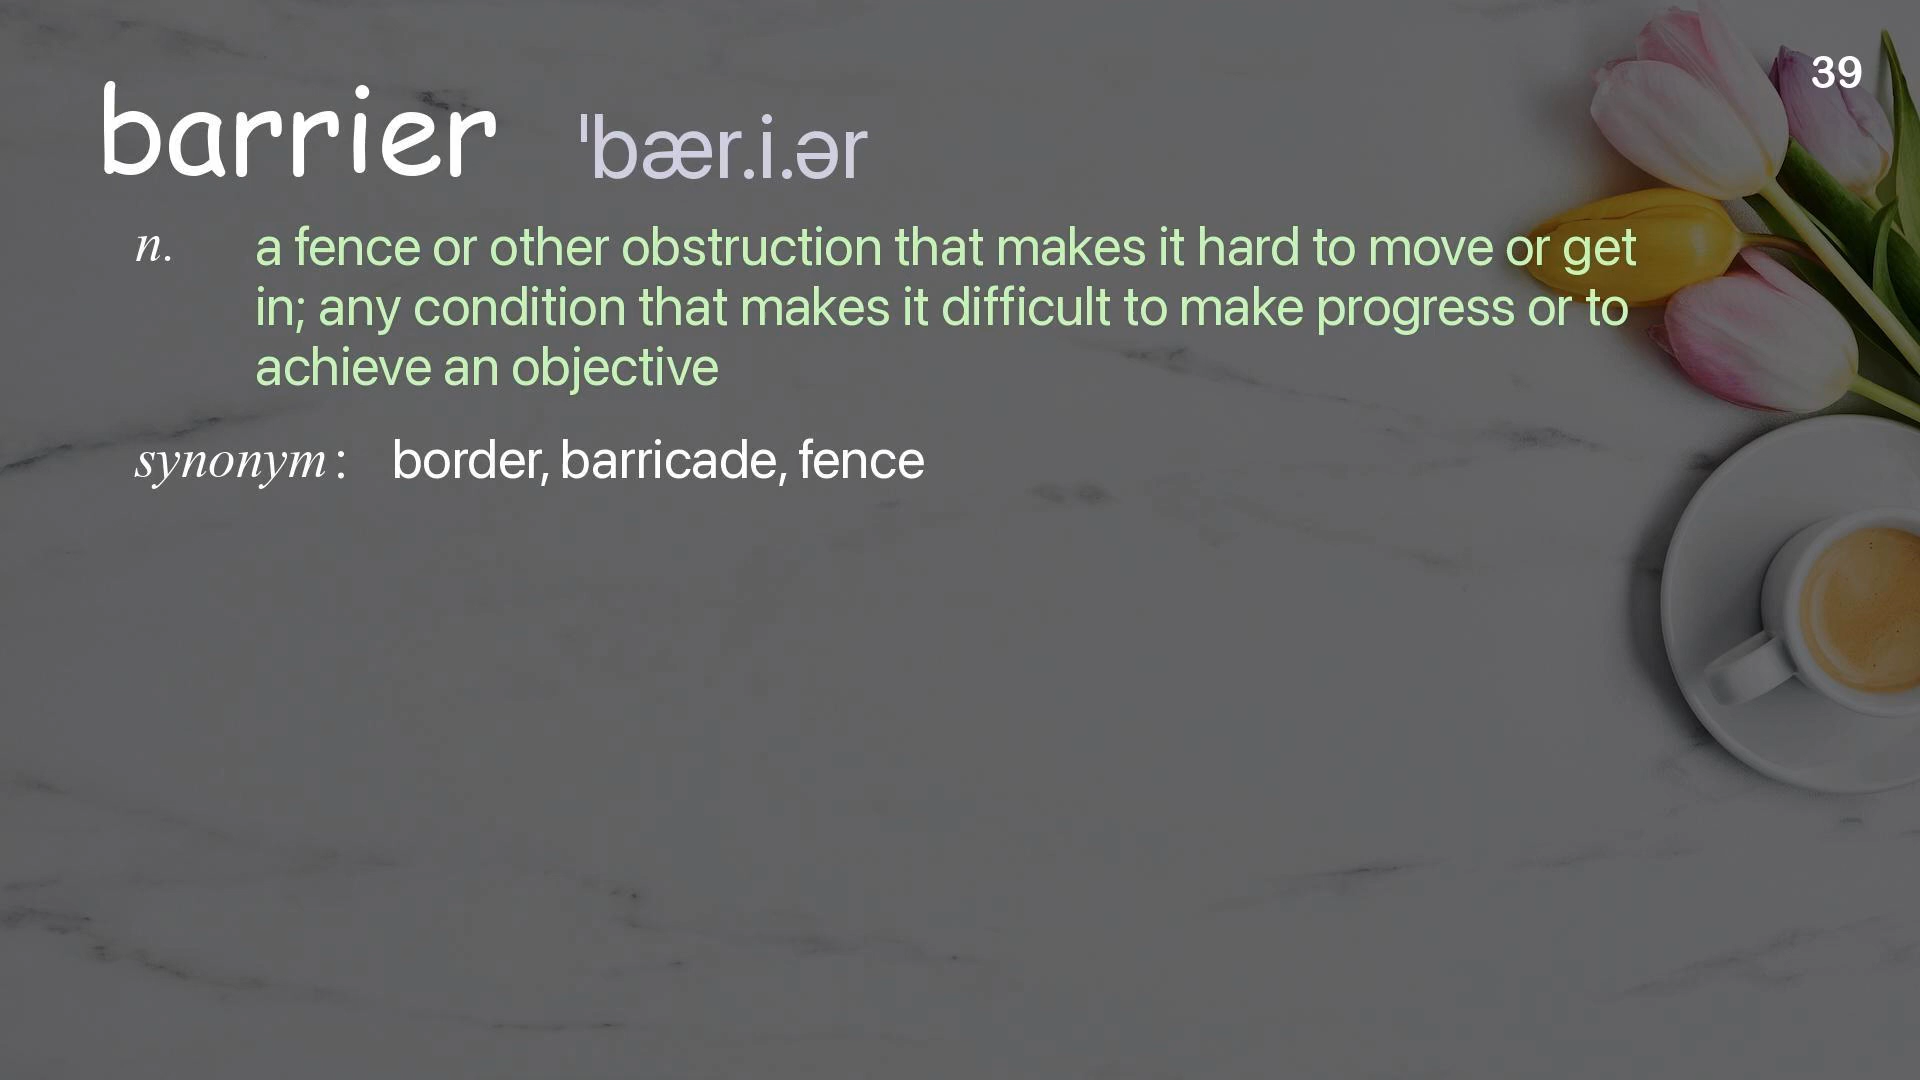 39
barrier ˈbær.i.ər
n. a fence or other obstruction that makes it hard to move or get
in; any condition that makes it difficult to make progress or to
achieve an objective
synonym: border, barricade, fence